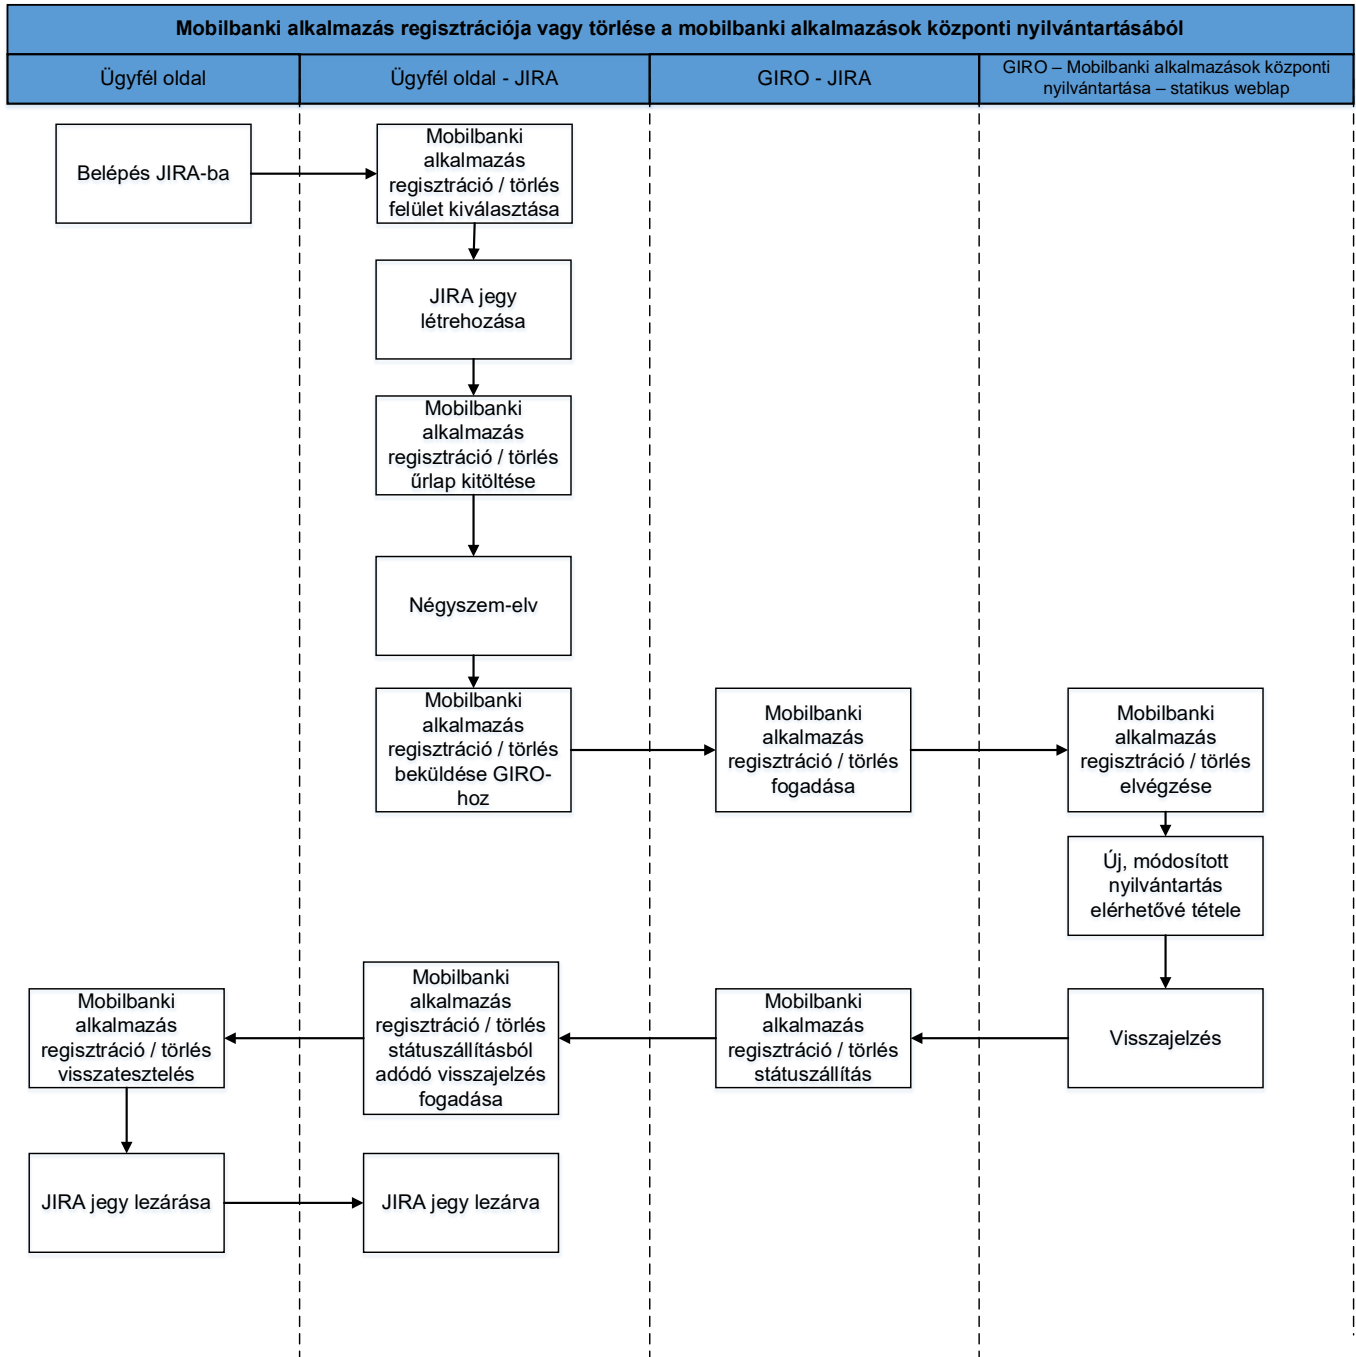 Mobilbanki alkalmazás regisztrációja vagy törlése a mobilbanki alkalmazások központi nyilvántartásából
Ügyfél oldal
Ügyfél oldal - JIRA
GIRO - JIRA
GIRO – Mobilbanki alkalmazások központi
nyilvántartása – statikus weblap
Belépés JIRA-ba
Mobilbanki
alkalmazás
regisztráció / törlés
felület kiválasztása
JIRA jegy
létrehozása
Mobilbanki
alkalmazás
regisztráció / törlés
űrlap kitöltése
Négyszem-elv
Mobilbanki
alkalmazás
regisztráció / törlés
beküldése GIRO-
hoz
Mobilbanki
alkalmazás
regisztráció / törlés
fogadása
Mobilbanki
alkalmazás
regisztráció / törlés
elvégzése
Új, módosított
nyilvántartás
elérhetővé tétele
Visszajelzés
Mobilbanki
alkalmazás
regisztráció / törlés
státuszállítás
Mobilbanki
alkalmazás
regisztráció / törlés
státuszállításból
adódó visszajelzés
fogadása
Mobilbanki
alkalmazás
regisztráció / törlés
visszatesztelés
JIRA jegy lezárása
JIRA jegy lezárva